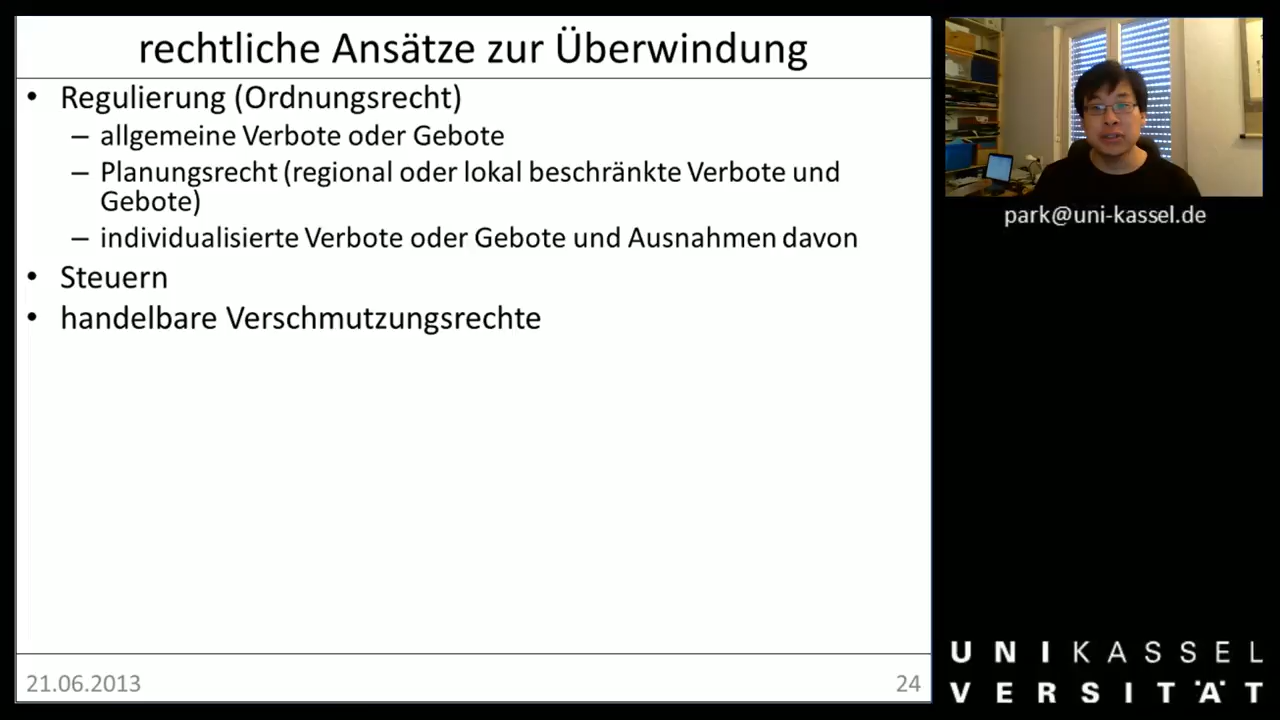 rechtliche Ansätze zur Überwindung
• Regulierung (Ordnungsrecht)
– allgemeine Verbote oder Gebote
– Planungsrecht (regional oder lokal beschränkte Verbote und
Gebote)
– individualisierte Verbote oder Gebote und Ausnahmen davon
• Steuern
• handelbare Verschmutzungsrechte
21.06.2013
24
park@uni-kassel.de
UNIKASSEL
VERSITÄT